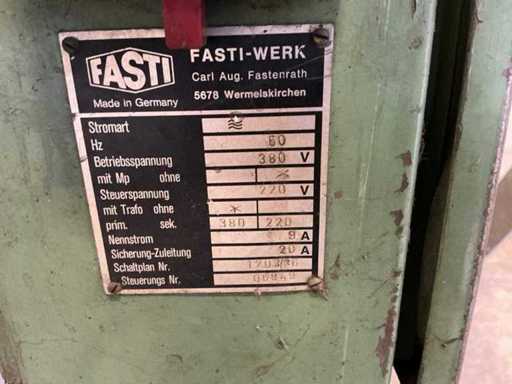 FASTI
FASTI-WERK
Carl Aug. Fastenrath
Made in Germany
5678 Wermelskirchen
Stromart
Hz 60
Betriebsspannung 380 V
mit Mp ohne
Steuerspannung 220 V
mit Trafo ohne *
prim. sek. 380 220
Nennstrom 9 A
Sicherung-Zuleitung 20 A
Schaltplan Nr.
Steuerungs Nr.